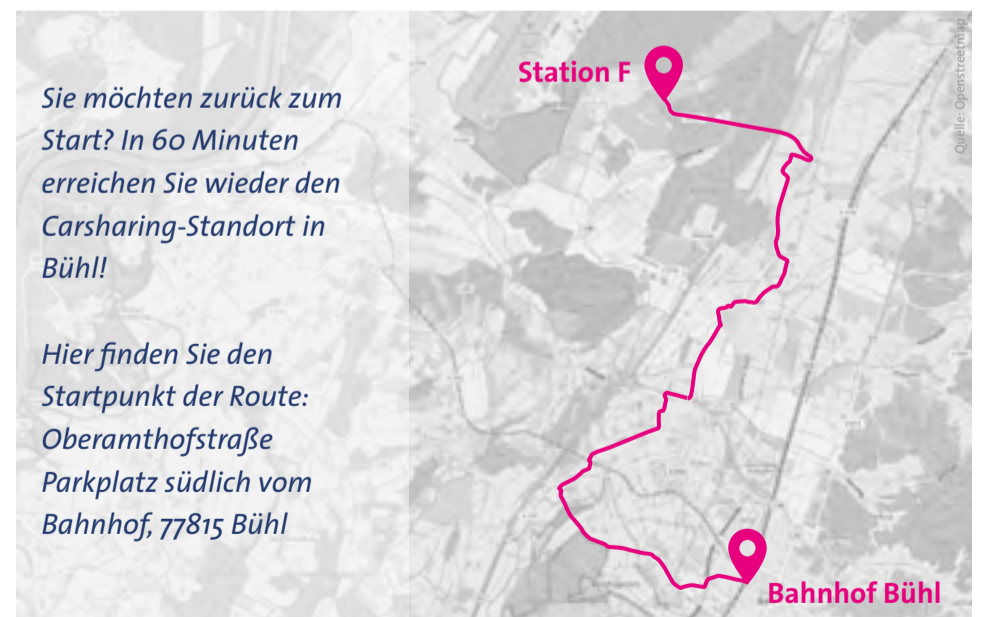 Sie möchten zurück zum
Start? In 60 Minuten
erreichen Sie wieder den
Carsharing-Standort in
Bühl!
Hier finden Sie den
Startpunkt der Route:
Oberamthofstraße
Parkplatz südlich vom
Bahnhof, 77815 Bühl
Station F
Bahnhof Bühl
Quelle: Openstreetmap